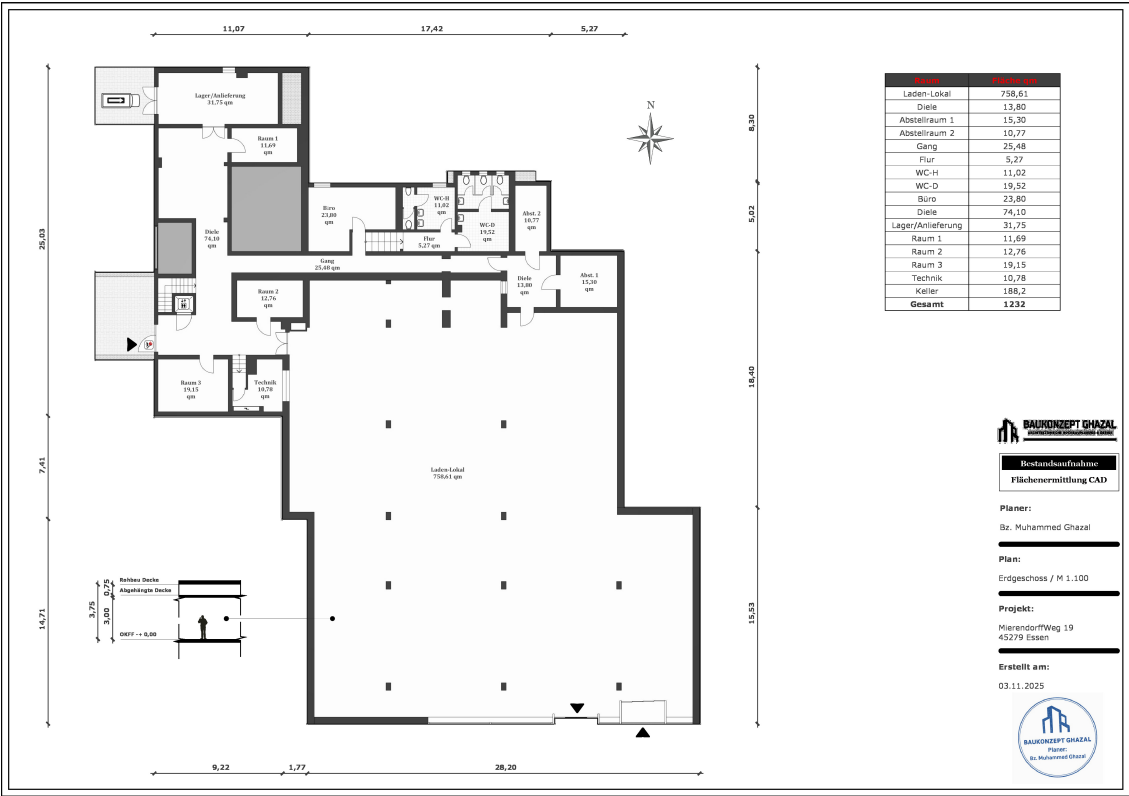 11,07
17,42
5,27
25,03
7,41
14,71
8,30
5,02
18,40
15,53
9,22
1,77
28,20
Lager/Anlieferung
31,75 qm
Raum 1
11,69
qm
Büro
23,80
qm
WC-H
11,02
qm
WC-D
19,52
qm
Abst. 2
10,77
qm
Flur
5,27 qm
Diele
74,10
qm
Gang
25,48 qm
Diele
13,80
qm
Abst. 1
15,30
qm
Raum 2
12,76
qm
Raum 3
19,15
qm
Technik
10,78
qm
Laden-Lokal
758,61 qm
N
Rohbau Decke
Abgehängte Decke
OKFF -+ 0,00
3,75
0,75
3,00
Laden-Lokal 758,61
Diele 13,80
Abstellraum 1 15,30
Abstellraum 2 10,77
Gang 25,48
Flur 5,27
WC-H 11,02
WC-D 19,52
Büro 23,80
Diele 74,10
Lager/Anlieferung 31,75
Raum 1 11,69
Raum 2 12,76
Raum 3 19,15
Technik 10,78
Keller 188,2
Gesamt 1232
BAUKONZEPT GHAZAL
Bestandsaufnahme
Flächenermittlung CAD
Planer:
Bz. Muhammed Ghazal
Plan:
Erdgeschoss / M 1.100
Projekt:
MierendorffWeg 19
45279 Essen
Erstellt am:
03.11.2025
BAUKONZEPT GHAZAL
Planer:
Bz. Muhammed Ghazal